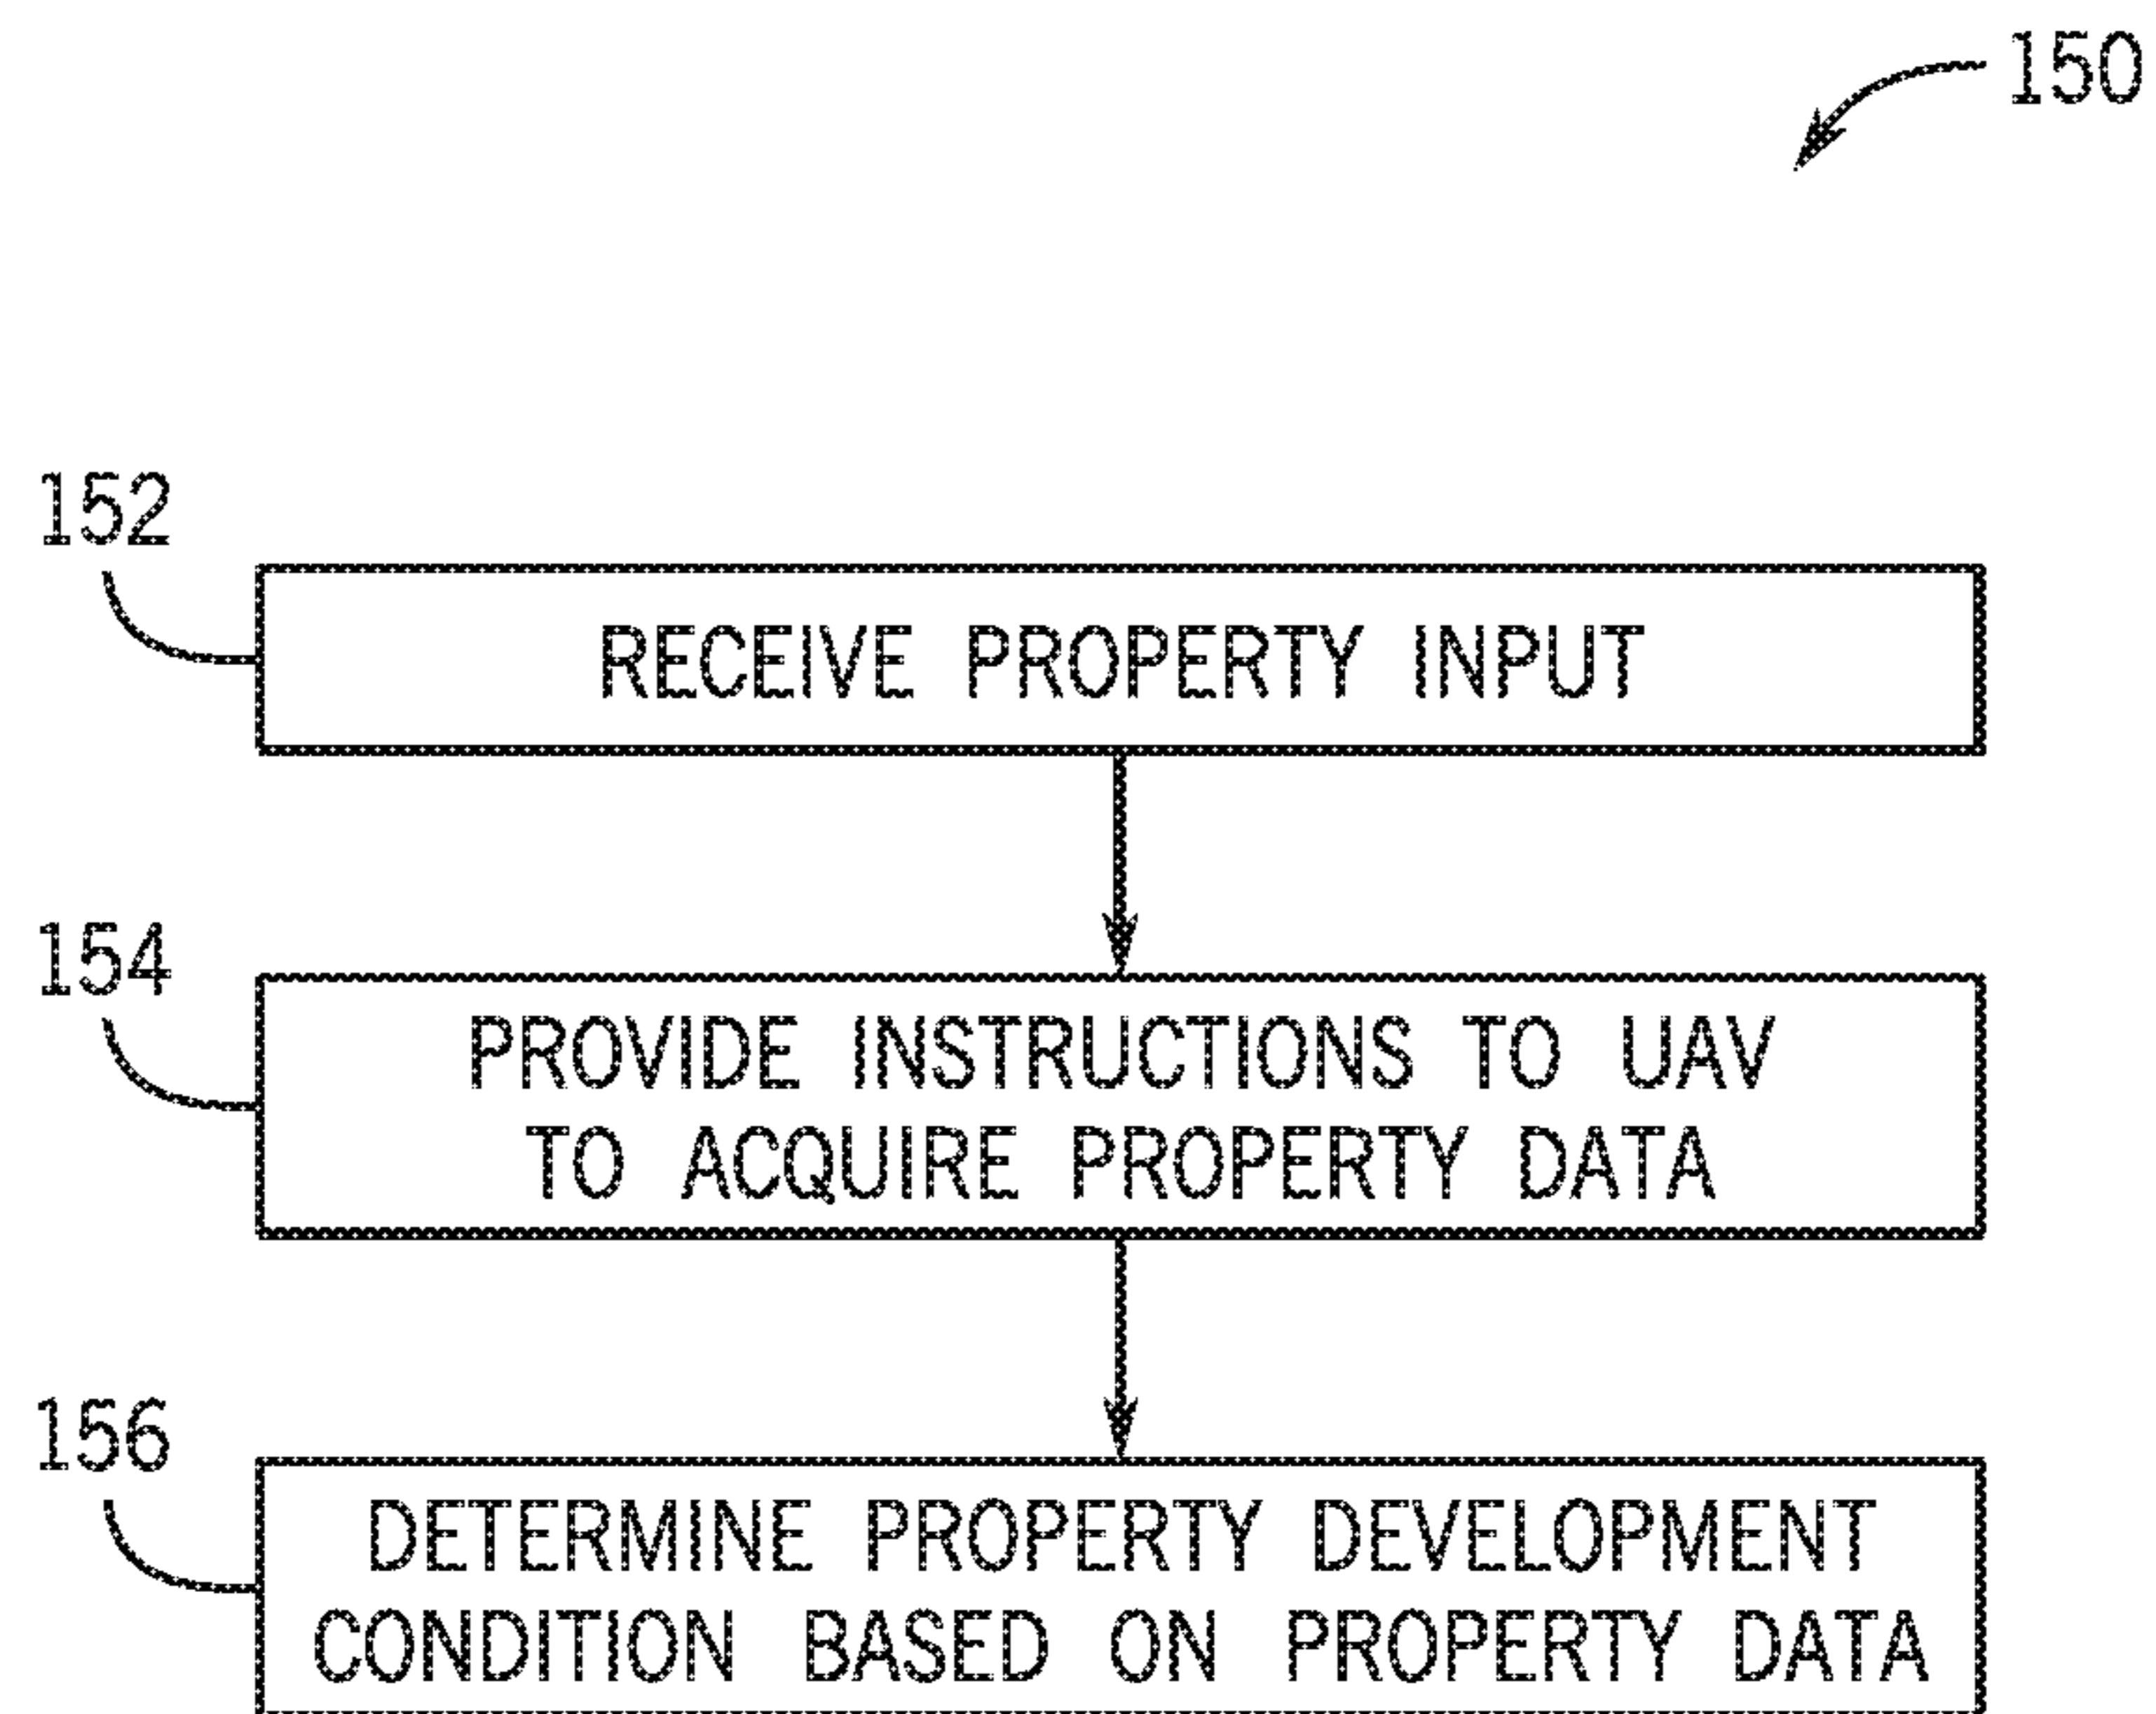 150
152
RECEIVE PROPERTY INPUT
154
PROVIDE INSTRUCTIONS TO UAV
TO ACQUIRE PROPERTY DATA
156
DETERMINE PROPERTY DEVELOPMENT
CONDITION BASED ON PROPERTY DATA